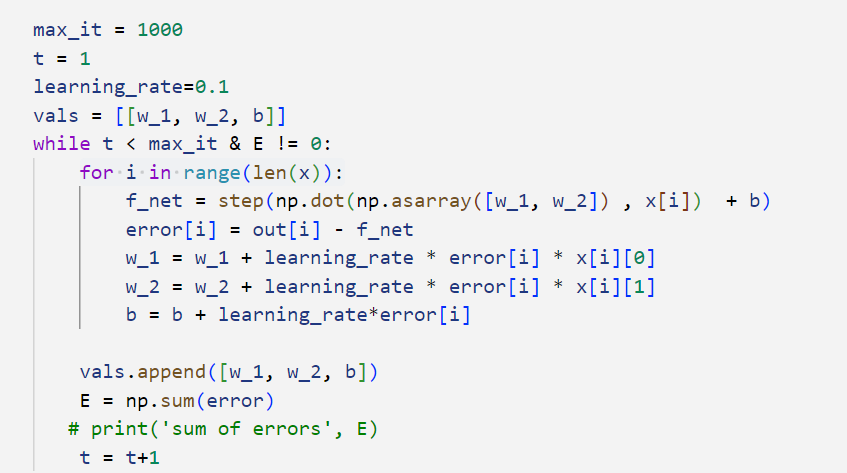 max_it = 1000
t = 1
learning_rate=0.1
vals = [[w_1, w_2, b]]
while t < max_it & E != 0:
    for i in range(len(x)):
        f_net = step(np.dot(np.asarray([w_1, w_2]) , x[i])  + b)
        error[i] = out[i] - f_net
        w_1 = w_1 + learning_rate * error[i] * x[i][0]
        w_2 = w_2 + learning_rate * error[i] * x[i][1]
        b = b + learning_rate*error[i]
    vals.append([w_1, w_2, b])
    E = np.sum(error)
   # print('sum of errors', E)
    t = t+1